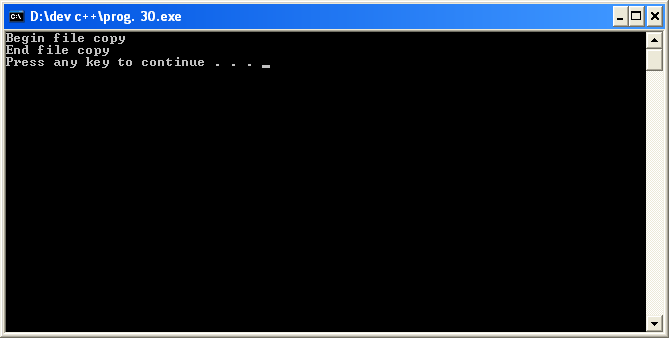 D:\dev c++\prog. 30.exe
Begin file copy
End file copy
Press any key to continue . . . _